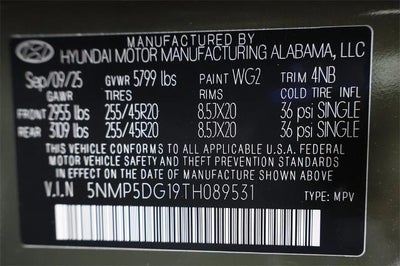 MANUFACTURED BY
HYUNDAI MOTOR MANUFACTURING ALABAMA, LLC
Sep/09/25 GVWR 5799 lbs PAINT WG2 TRIM 4NB
GAWR TIRES RIMS COLD TIRE INFL
FRONT 2955 lbs 255/45R20 8.5JX20 36 psi SINGLE
REAR 3109 lbs 255/45R20 8.5JX20 36 psi SINGLE
THIS VEHICLE CONFORMS TO ALL APPLICABLE U.S.A. FEDERAL
MOTOR VEHICLE SAFETY AND THEFT PREVENTION STANDARDS
IN EFFECT ON THE DATE OF MANUFACTURE SHOWN ABOVE.
V.I.N 5NMP5DG19TH089531 TYPE: MPV